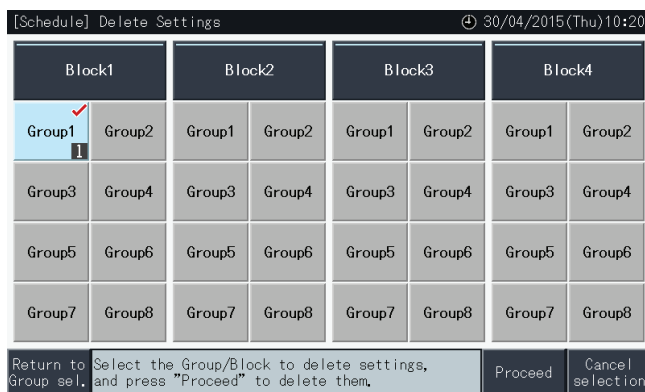 [Schedule] Delete Settings 30/04/2015(Thu)10:20
Block1 Block2 Block3 Block4
Group1 Group2 Group1 Group2 Group1 Group2 Group1 Group2
1
Group3 Group4 Group3 Group4 Group3 Group4 Group3 Group4
Group5 Group6 Group5 Group6 Group5 Group6 Group5 Group6
Group7 Group8 Group7 Group8 Group7 Group8 Group7 Group8
Return to
Group sel.
Select the Group/Block to delete settings,
and press "Proceed" to delete them.
Proceed
Cancel
selection